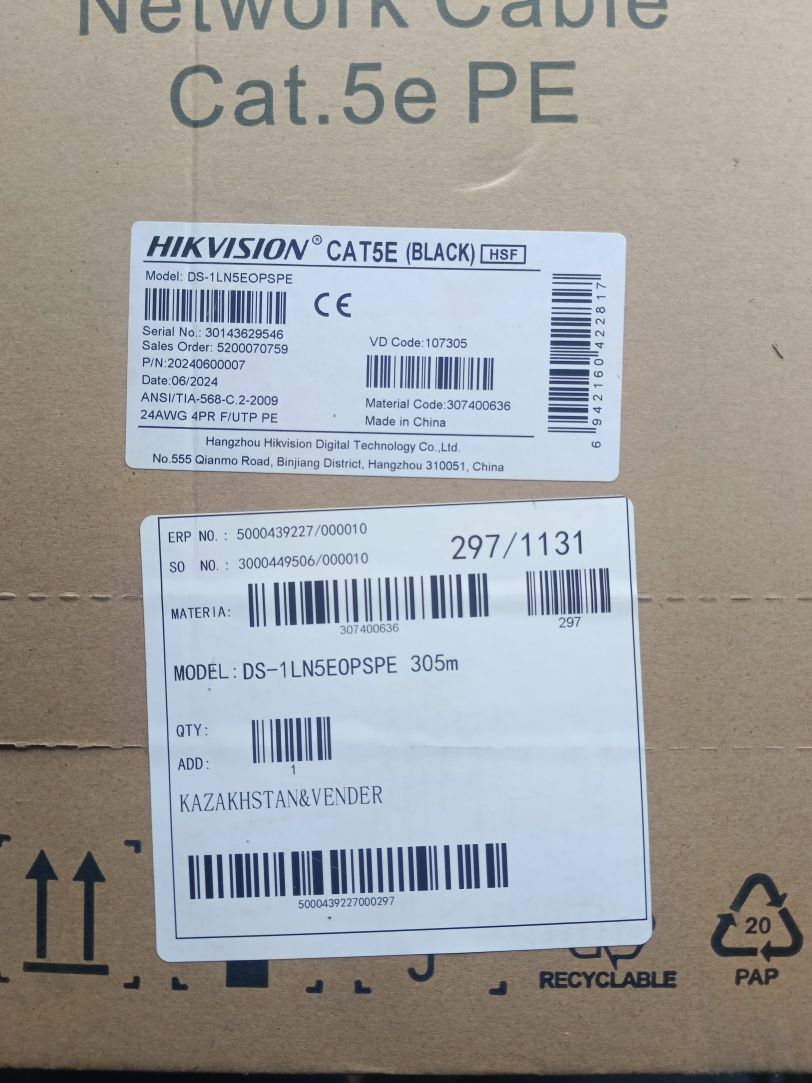 Network Cable
Cat.5e PE
HIKVISION® CAT5E (BLACK) HSF
Model: DS-1LN5EOPSPE
CE
Serial No.: 30143629546
Sales Order: 5200070759
P/N:20240600007
Date:06/2024
ANSI/TIA-568-C.2-2009
24AWG 4PR F/UTP PE
VD Code:107305
Material Code:307400636
Made in China
6 942160 422817
Hangzhou Hikvision Digital Technology Co.,Ltd.
No.555 Qianmo Road, Binjiang District, Hangzhou 310051, China
ERP NO.: 5000439227/000010
297/1131
SO NO.: 3000449506/000010
MATERIA:
307400636
297
MODEL: DS-1LN5EOPSPE 305m
QTY:
ADD:
1
KAZAKHSTAN&VENDER
5000439227000297
RECYCLABLE
20
PAP